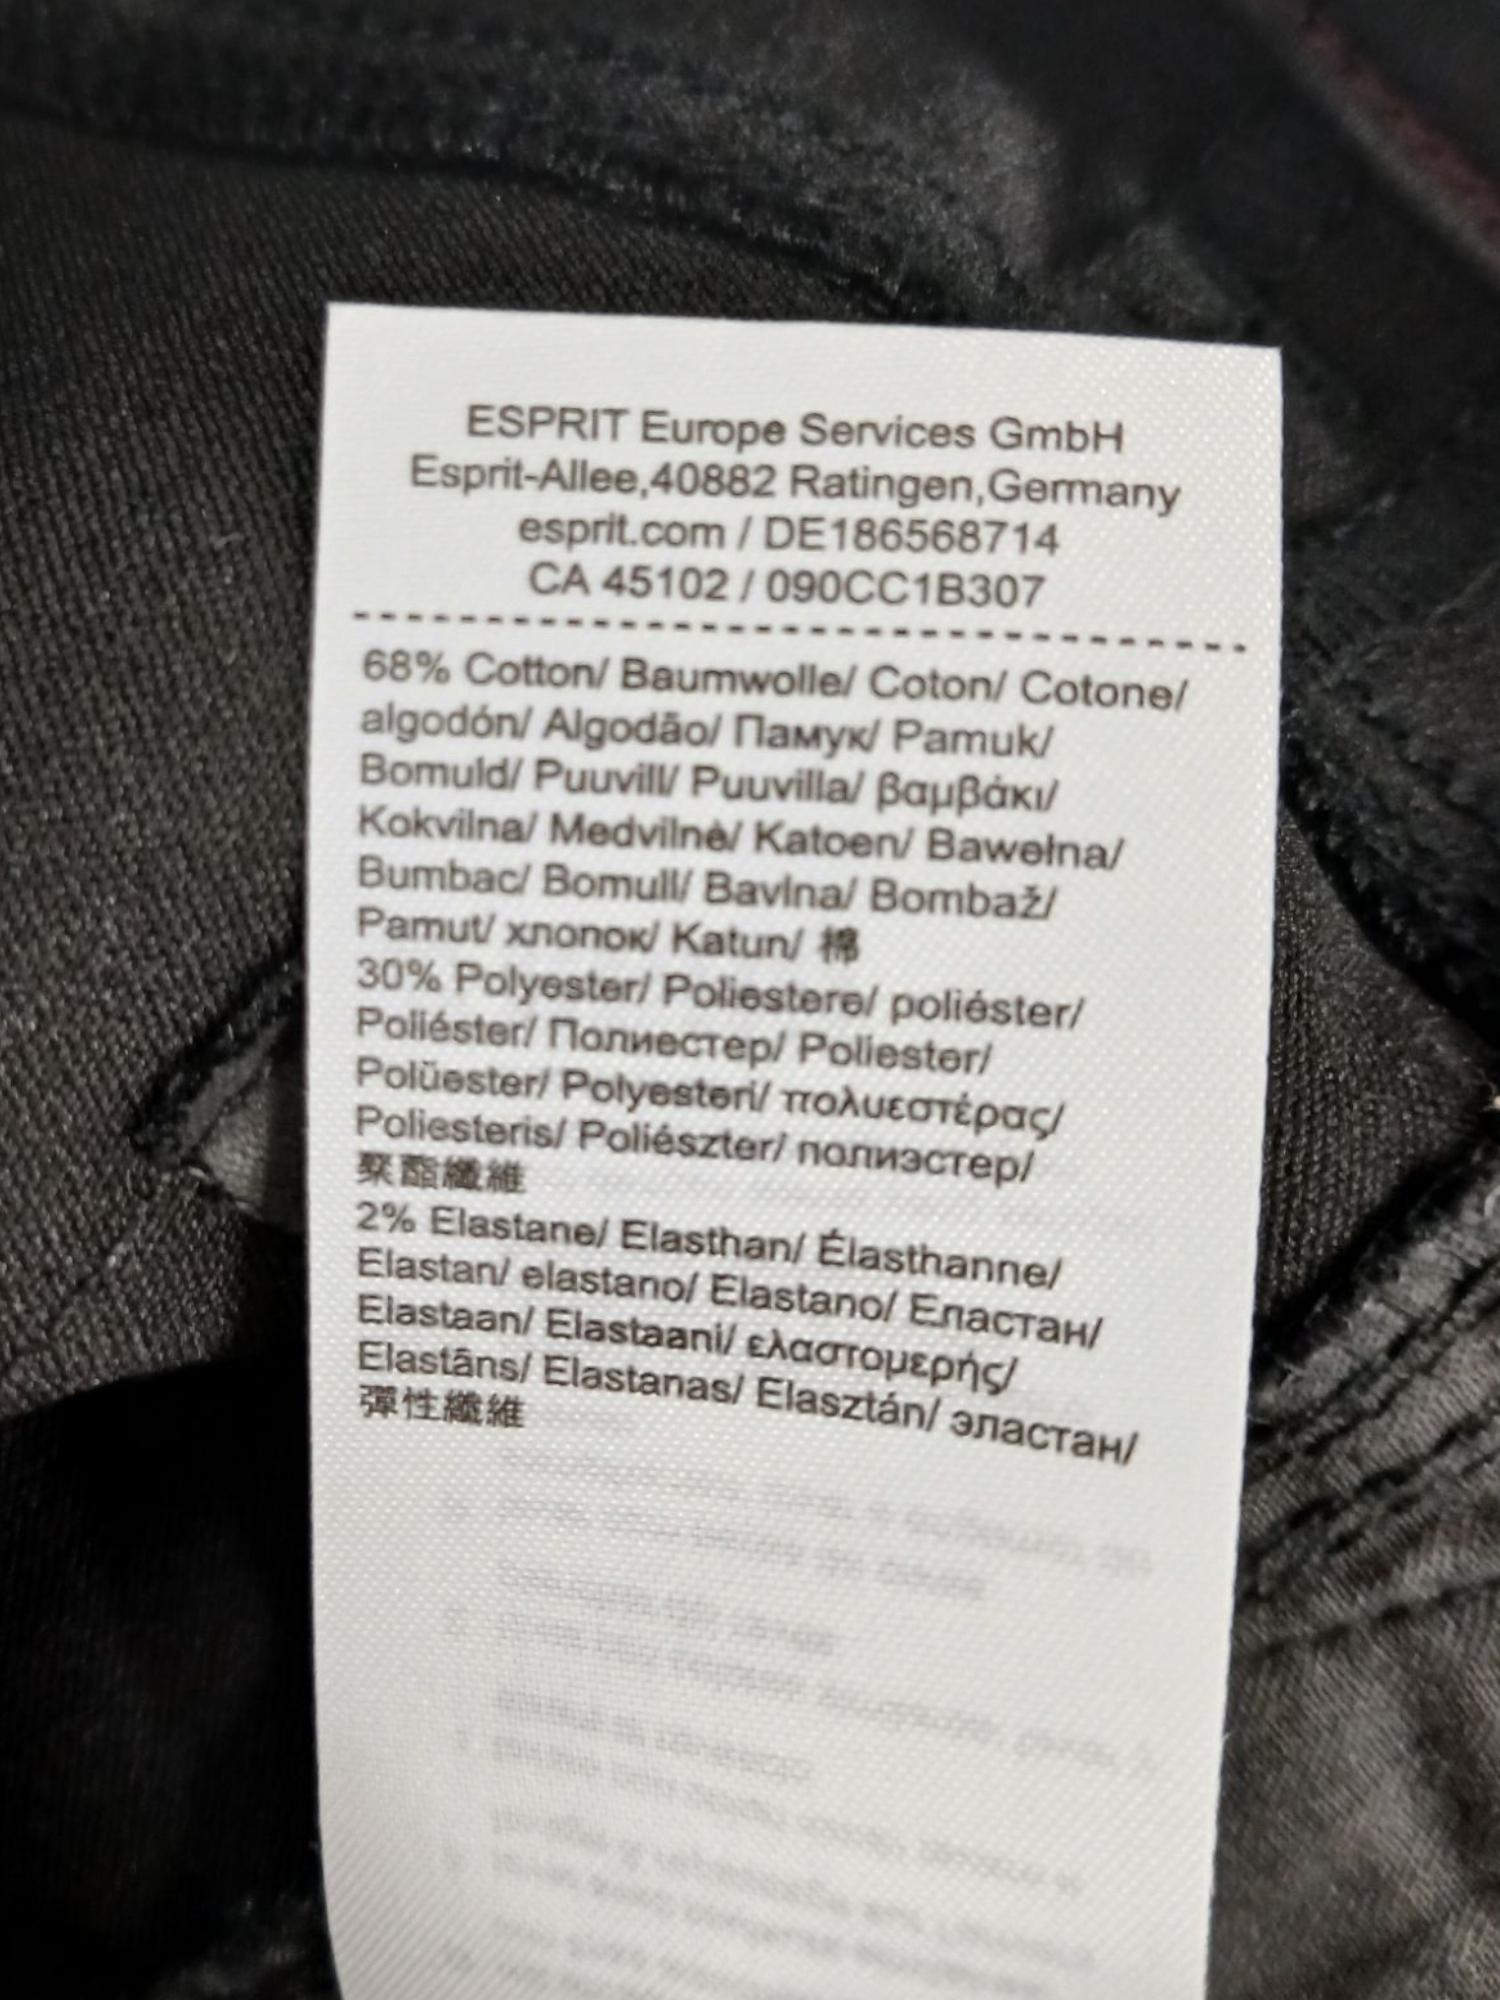 ESPRIT Europe Services GmbH
Esprit-Allee,40882 Ratingen,Germany
esprit.com / DE186568714
CA 45102 / 090CC1B307
68% Cotton/ Baumwolle/ Coton/ Cotone/
algodón/ Algodão/ Памук/ Pamuk/
Bomuld/ Puuvill/ Puuvilla/ βαμβάκι/
Kokvilna/ Medvilnė/ Katoen/ Bawełna/
Bumbac/ Bomull/ Bavlna/ Bombaž/
Pamut/ хлопок/ Katun/ 棉
30% Polyester/ Poliestere/ poliéster/
Poliéster/ Полиестер/ Poliester/
Polüester/ Polyesteri/ πολυεστέρας/
Poliesteris/ Poliészter/ полиэстер/
聚酯纖維
2% Elastane/ Elasthan/ Élasthanne/
Elastan/ elastano/ Elastano/ Еластан/
Elastaan/ Elastaani/ ελαστομερής/
Elastāns/ Elastanas/ Elasztán/ эластан/
彈性纖維